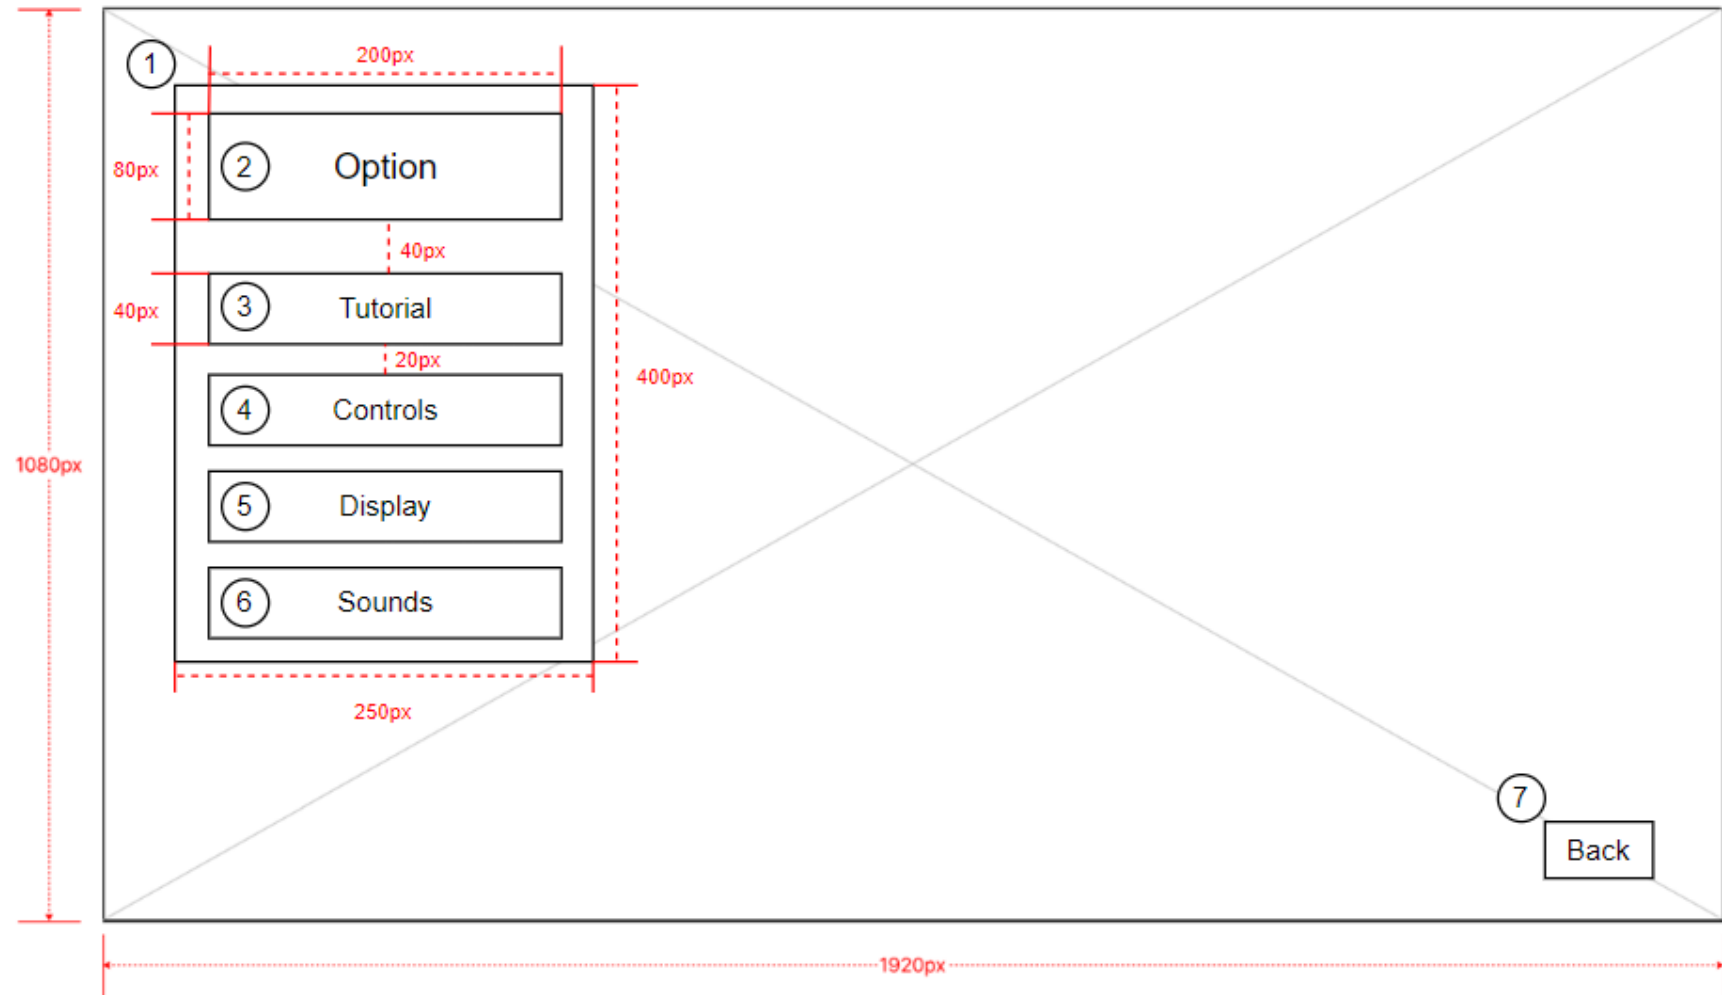 200px
1
80px
2
Option
40px
40px
3
Tutorial
20px
400px
4
Controls
1080px
5
Display
6
Sounds
250px
7
Back
1920px